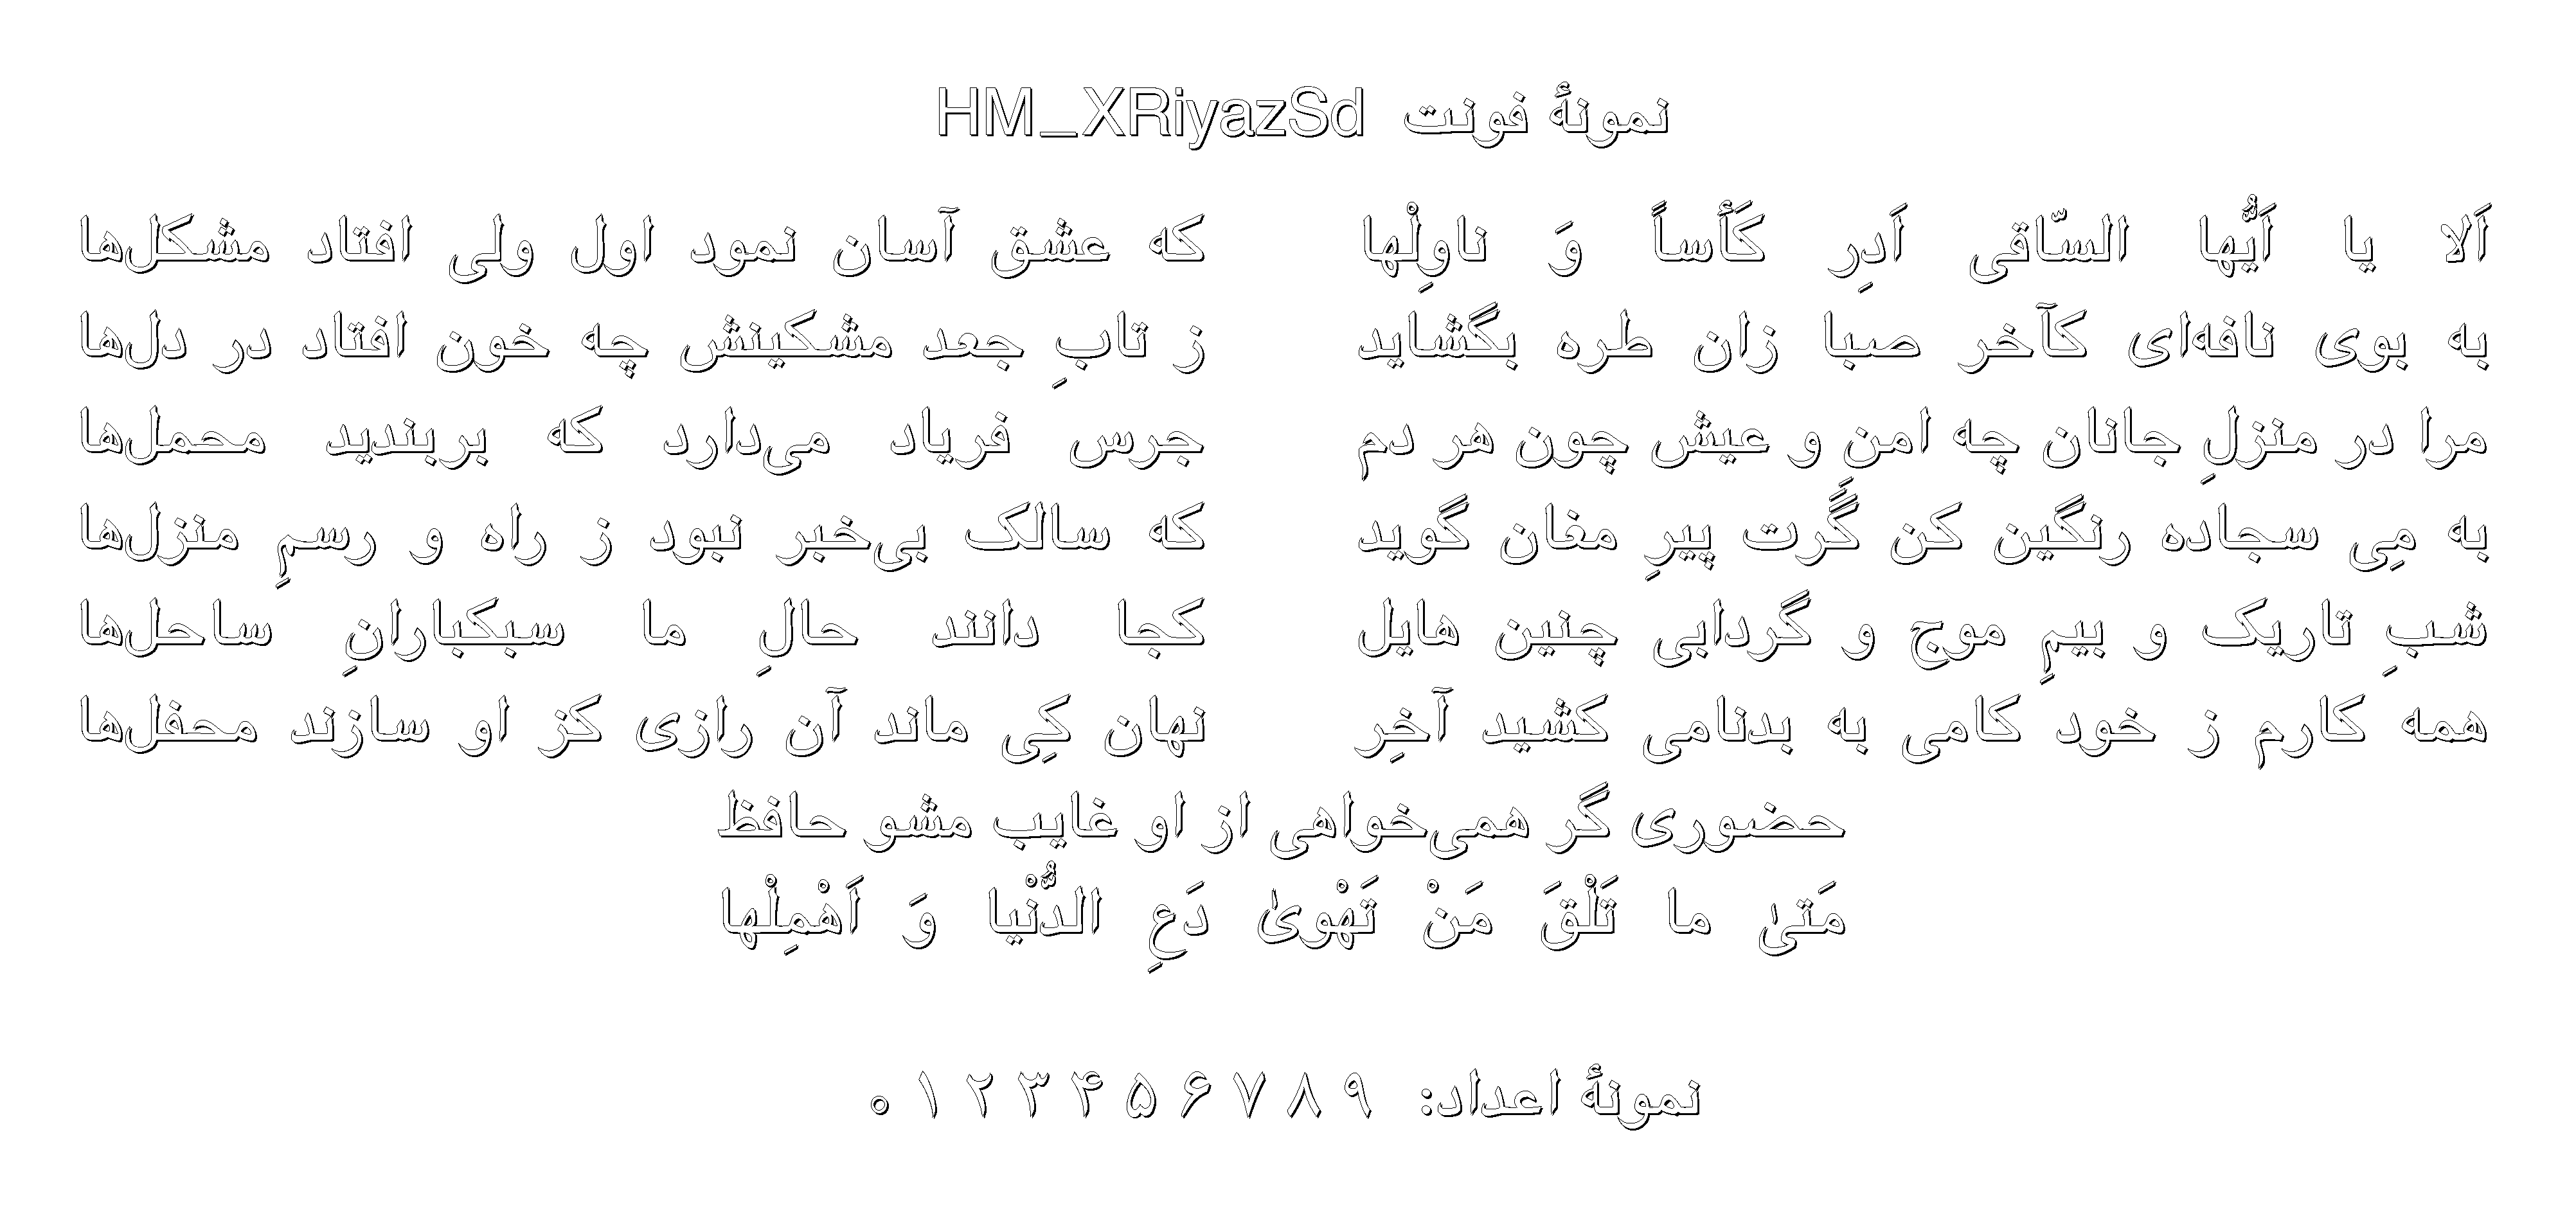 نمونهٔ فونت HM_XRiyazSd
اَلا یا اَیُّها السّاقی اَدِر کَأساً وَ ناوِلْها که عشق آسان نمود اول ولی افتاد مشکل‌ها
به بوی نافه‌ای کآخر صبا زان طره بگشاید ز تابِ جعد مشکینش چه خون افتاد در دل‌ها
مرا در منزلِ جانان چه امنِ و عیش چون هر دم جرس فریاد می‌دارد که بربندید محمل‌ها
به مِی سجاده رنگین کن گَرت پیرِ مغان گوید که سالک بی‌خبر نبود ز راه و رسمِ منزل‌ها
شبِ تاریک و بیمِ موج و گردابی چنین هایل کجا دانند حالِ ما سبکبارانِ ساحل‌ها
همه کارم ز خود کامی به بدنامی کشید آخِر نهان کِی ماند آن رازی کز او سازند محفل‌ها
حضوری گر همی‌خواهی از او غایب مشو حافظ
مَتیٰ ما تَلْقَ مَنْ تَهْویٰ دَعِ الدُّنْیا وَ اَهْمِلْها
نمونهٔ اعداد: ۰ ۱ ۲ ۳ ۴ ۵ ۶ ۷ ۸ ۹